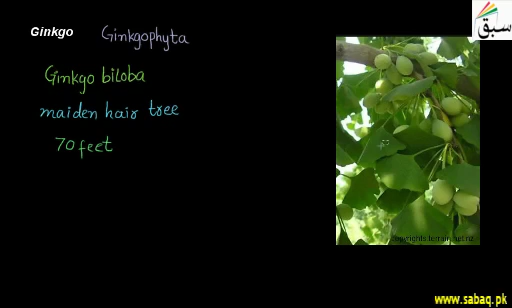 سبق
Ginkgo Ginkgophyta
Ginkgo biloba
maiden hair tree
70 feet
www.sabaq.pk